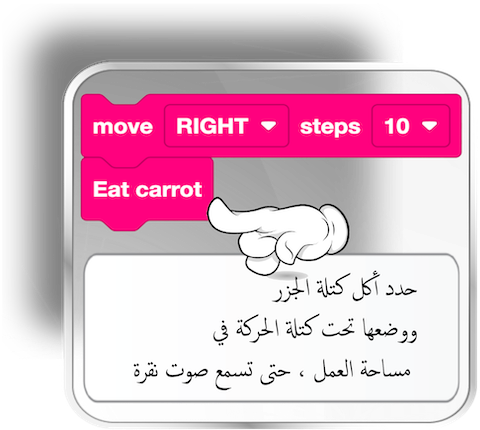 move RIGHT steps 10
Eat carrot
حدد أكل كتلة الجزر
ووضعها تحت كتلة الحركة في
مساحة العمل ، حتى تسمع صوت نقرة